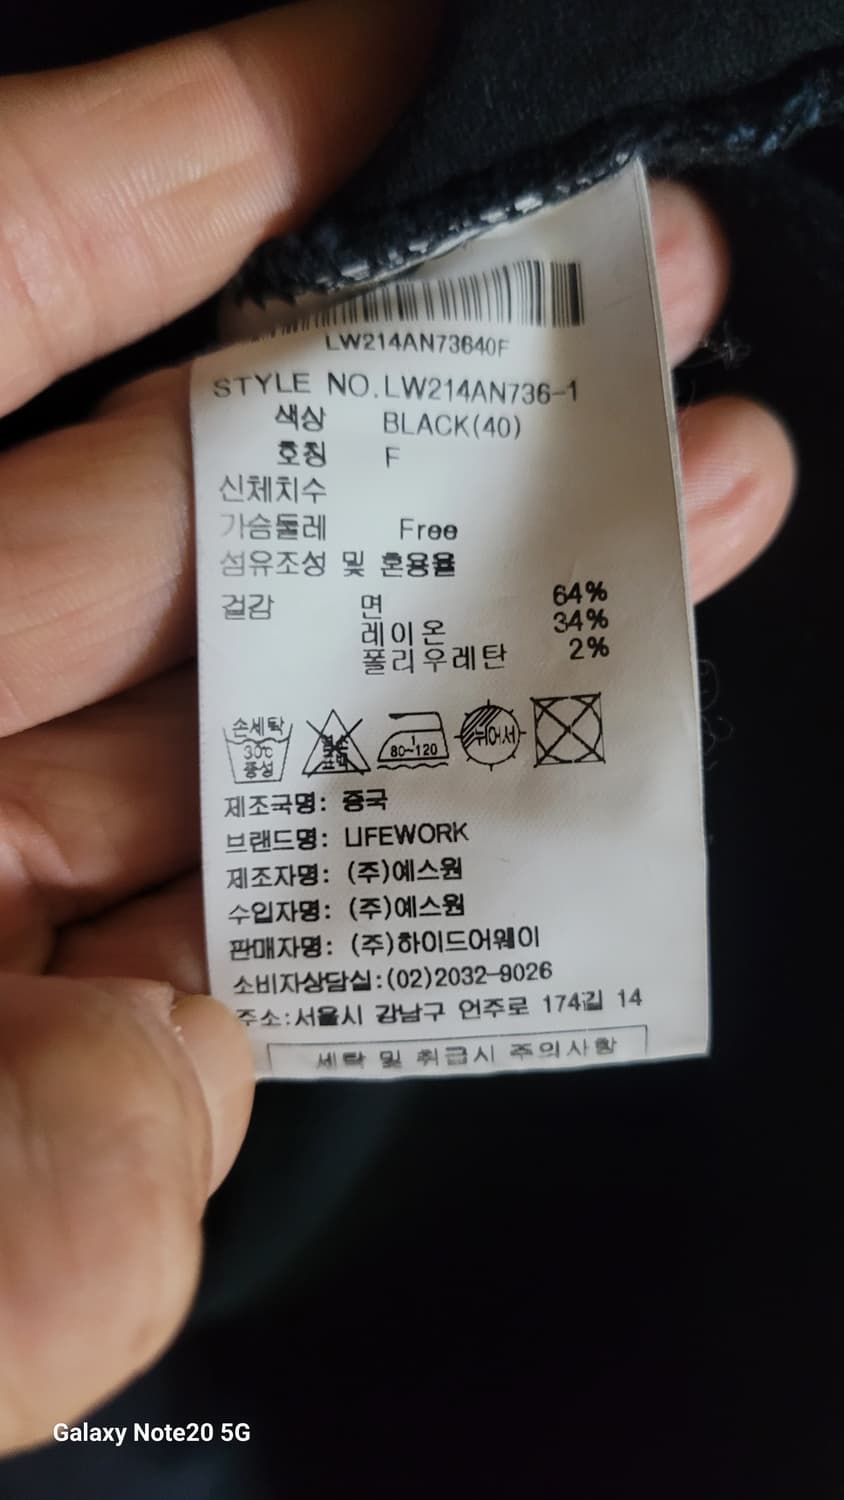 LW214AN73640F
STYLE NO.LW214AN736-1
색상 BLACK(40)
호칭 F
신체치수
가슴둘레 Free
섬유조성 및 혼용율
겉감 면 64%
레이온 34%
폴리우레탄 2%
손세탁
30℃
중성
80~120
뉘어서
제조국명: 중국
브랜드명: LIFEWORK
제조자명: (주)예스원
수입자명: (주)예스원
판매자명: (주)하이드어웨이
소비자상담실:(02)2032-9026
주소:서울시 강남구 언주로 174길 14
세탁 및 취급시 주의사항
Galaxy Note20 5G